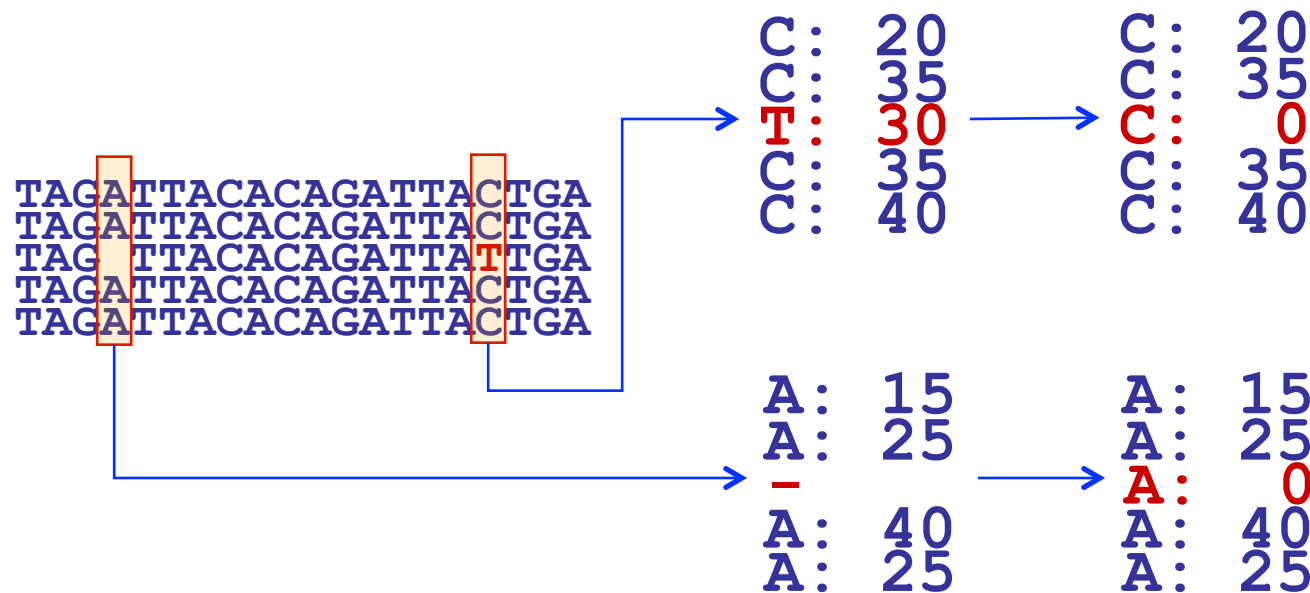 TAGATTACACAGATTACTGA
TAGATTACACAGATTACTGA
TAG TTACACAGATTATTGA
TAGATTACACAGATTACTGA
TAGATTACACAGATTACTGA
C: 20
C: 35
T: 30
C: 35
C: 40
C: 20
C: 35
C: 0
C: 35
C: 40
A: 15
A: 25
-
A: 40
A: 25
A: 15
A: 25
A: 0
A: 40
A: 25